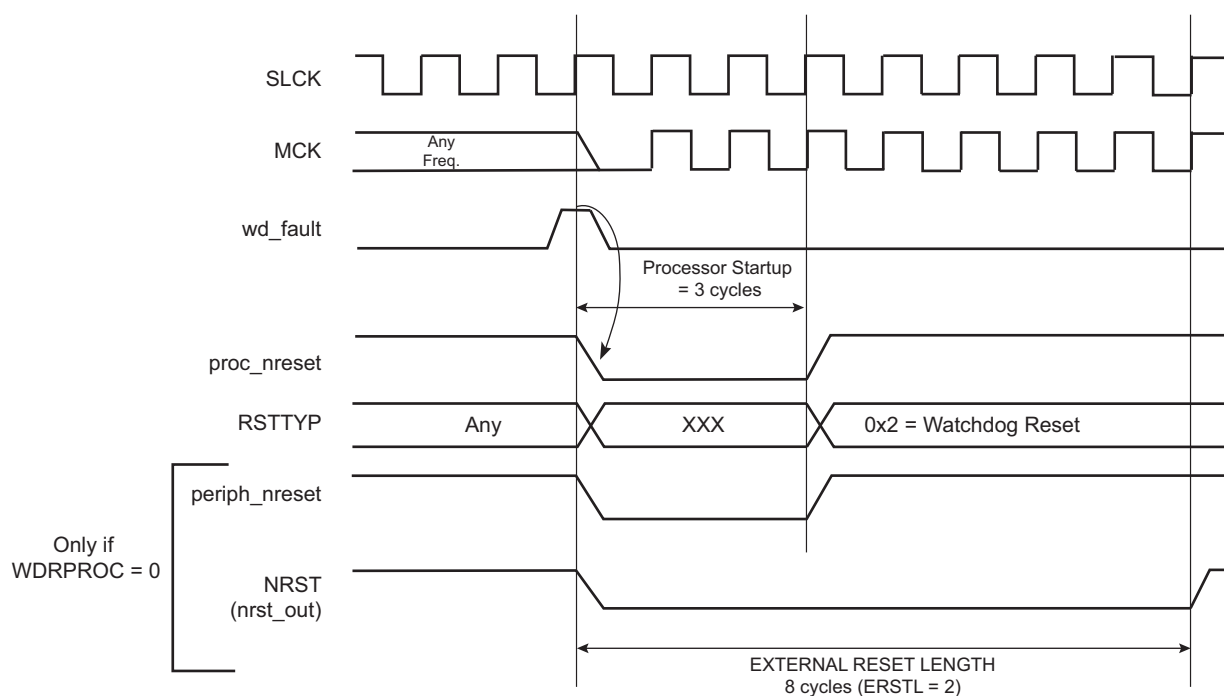 SLCK
MCK
Any
Freq.
wd_fault
Processor Startup
= 3 cycles
proc_nreset
RSTTYP
Any
XXX
0x2 = Watchdog Reset
periph_nreset
Only if
WDRPROC = 0
NRST
(nrst_out)
EXTERNAL RESET LENGTH
8 cycles (ERSTL = 2)